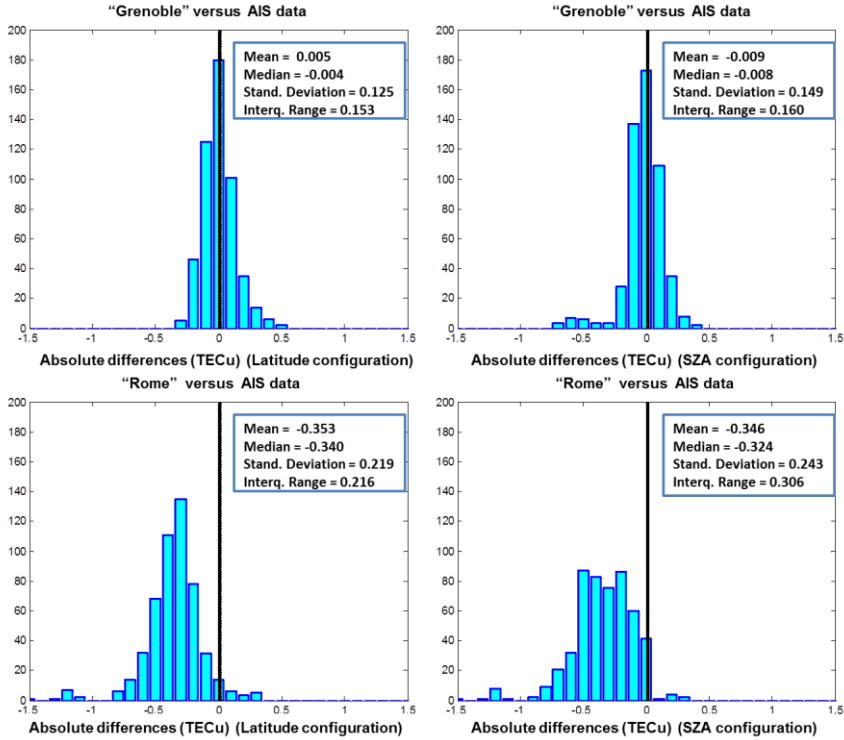 “Grenoble” versus AIS data
200
180
160
140
120
100
80
60
40
20
0
Mean = 0.005
Median = -0.004
Stand. Deviation = 0.125
Interq. Range = 0.153
-1.5 -1 -0.5 0 0.5 1 1.5
Absolute differences (TECu) (Latitude configuration)
“Grenoble” versus AIS data
200
180
160
140
120
100
80
60
40
20
0
Mean = -0.009
Median = -0.008
Stand. Deviation = 0.149
Interq. Range = 0.160
-1.5 -1 -0.5 0 0.5 1 1.5
Absolute differences (TECu) (SZA configuration)
“Rome” versus AIS data
200
180
160
140
120
100
80
60
40
20
0
Mean = -0.353
Median = -0.340
Stand. Deviation = 0.219
Interq. Range = 0.216
-1.5 -1 -0.5 0 0.5 1 1.5
Absolute differences (TECu) (Latitude configuration)
“Rome” versus AIS data
200
180
160
140
120
100
80
60
40
20
0
Mean = -0.346
Median = -0.324
Stand. Deviation = 0.243
Interq. Range = 0.306
-1.5 -1 -0.5 0 0.5 1 1.5
Absolute differences (TECu) (SZA configuration)